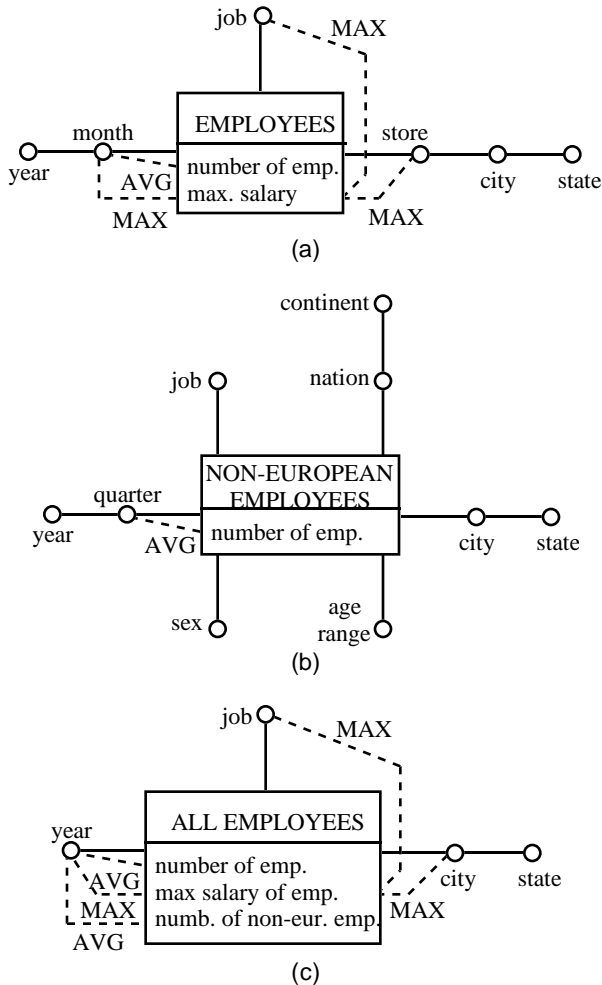 job
MAX
EMPLOYEES
month
store
year
number of emp.
AVG
max. salary
city
state
MAX
MAX
(a)
continent
job
nation
NON-EUROPEAN
EMPLOYEES
quarter
number of emp.
year
AVG
city
state
sex
age
range
(b)
job
MAX
ALL EMPLOYEES
year
number of emp.
AVG
max salary of emp.
city
state
MAX
MAX
numb. of non-eur. emp.
AVG
(c)